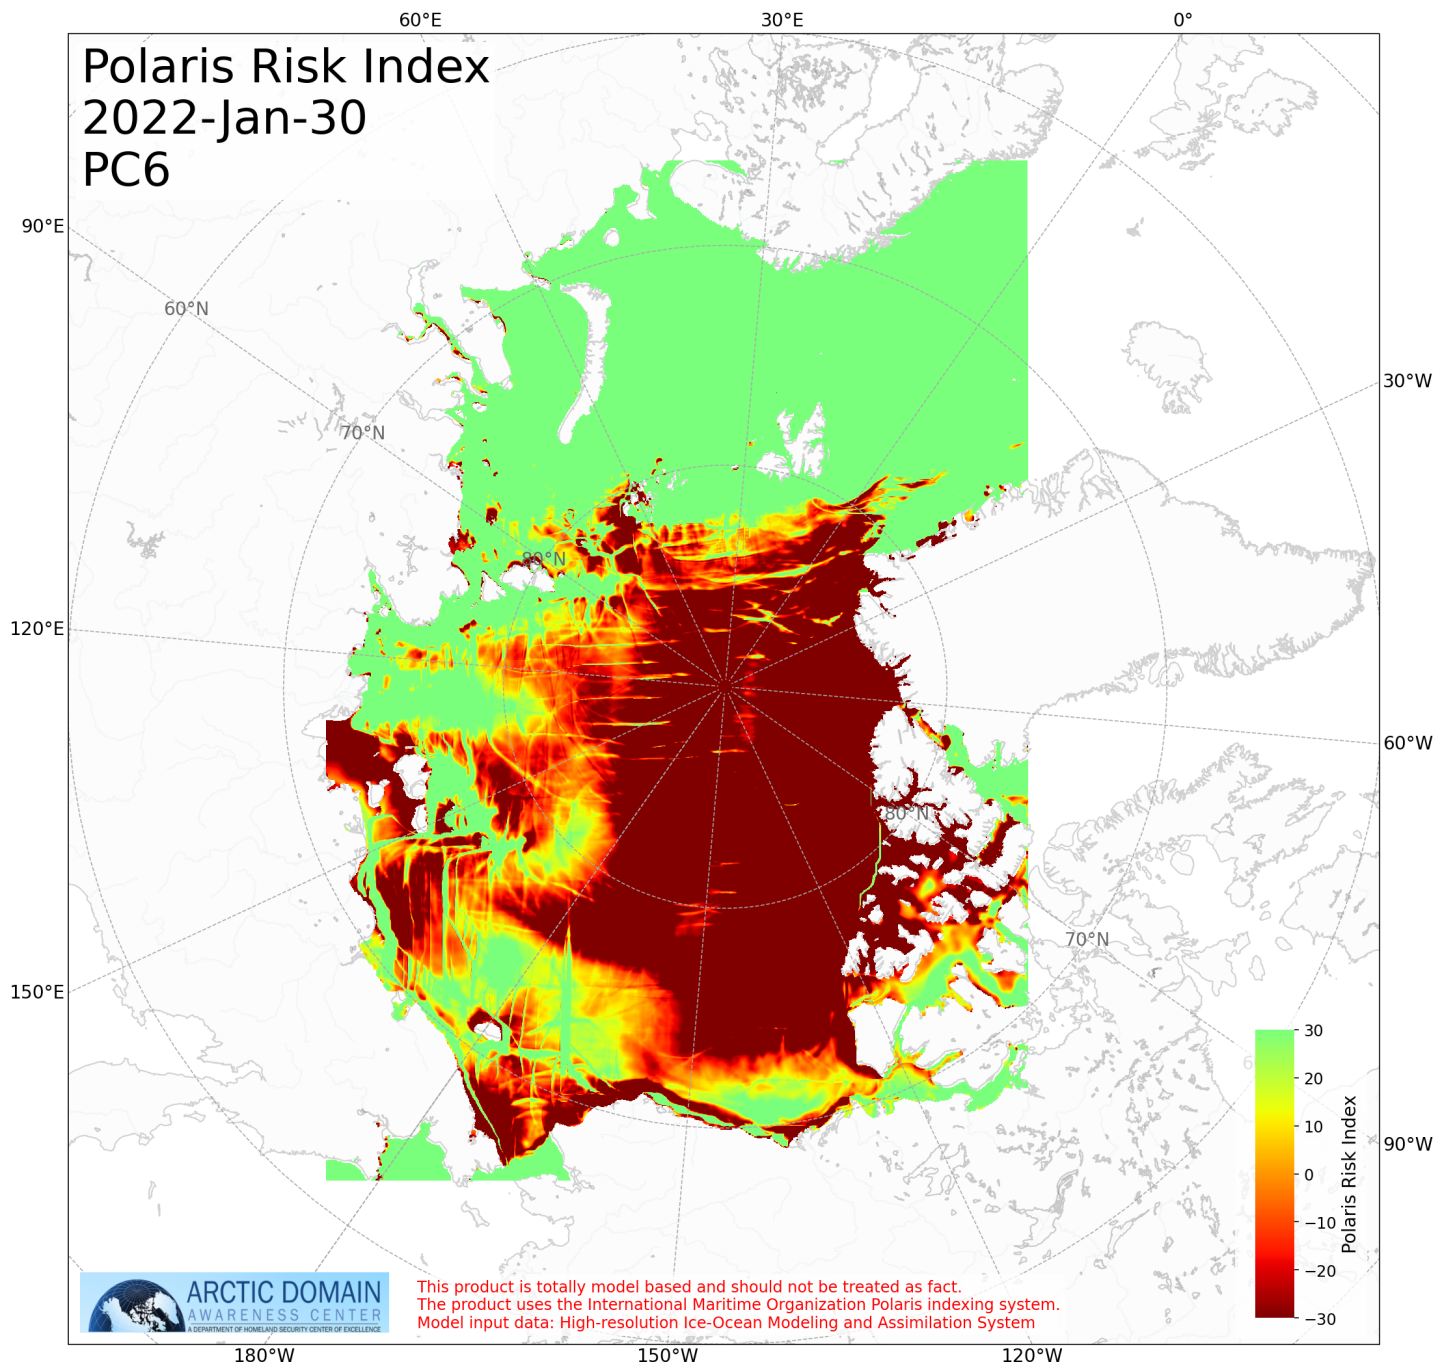 60°E
30°E
0°
Polaris Risk Index
2022-Jan-30
PC6
90°E
60°N
30°W
70°N
80°N
120°E
60°W
80°N
70°N
150°E
30
20
10
0
−10
−20
−30
Polaris Risk Index
90°W
ARCTIC DOMAIN
AWARENESS CENTER
A DEPARTMENT OF HOMELAND SECURITY CENTER OF EXCELLENCE
This product is totally model based and should not be treated as fact.
The product uses the International Maritime Organization Polaris indexing system.
Model input data: High-resolution Ice-Ocean Modeling and Assimilation System
180°W
150°W
120°W